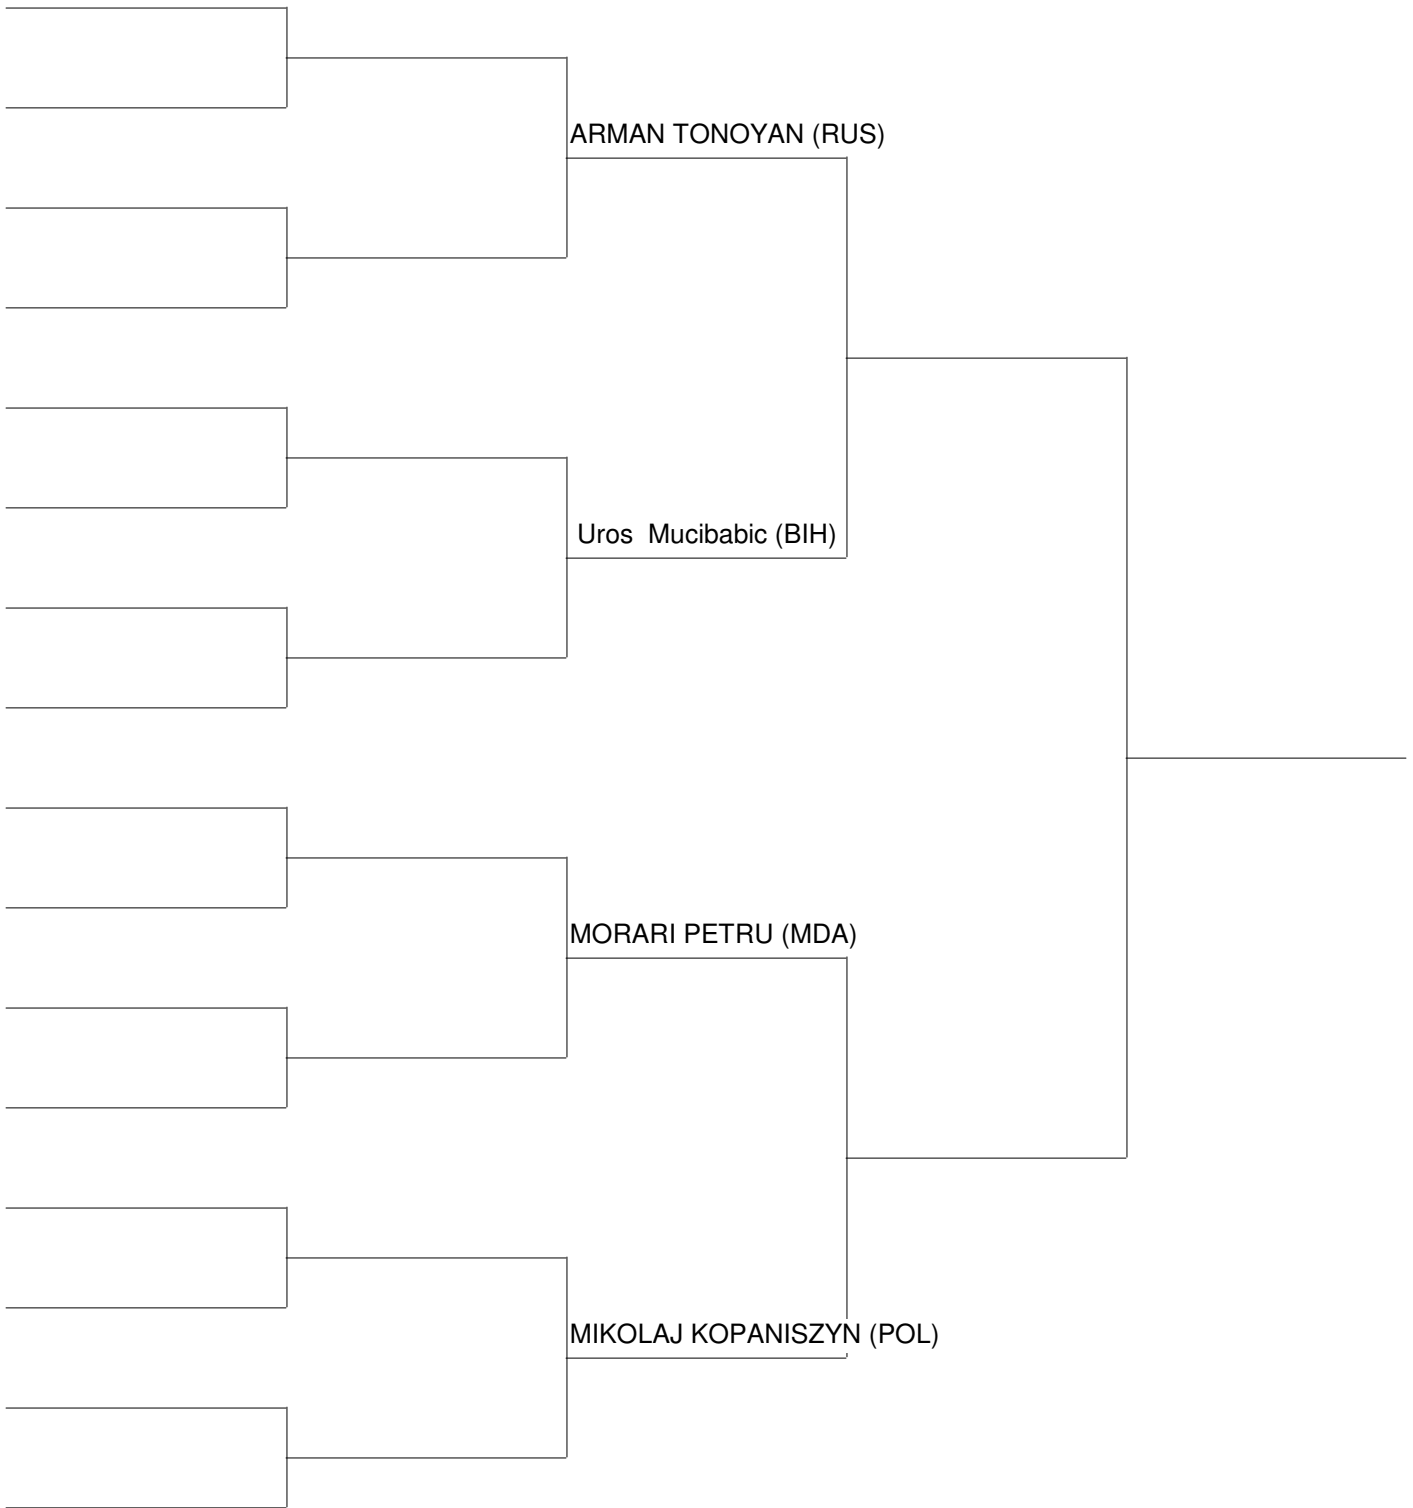 ARMAN TONOYAN (RUS)
Uros  Mucibabic (BIH)
MORARI PETRU (MDA)
MIKOLAJ KOPANISZYN (POL)